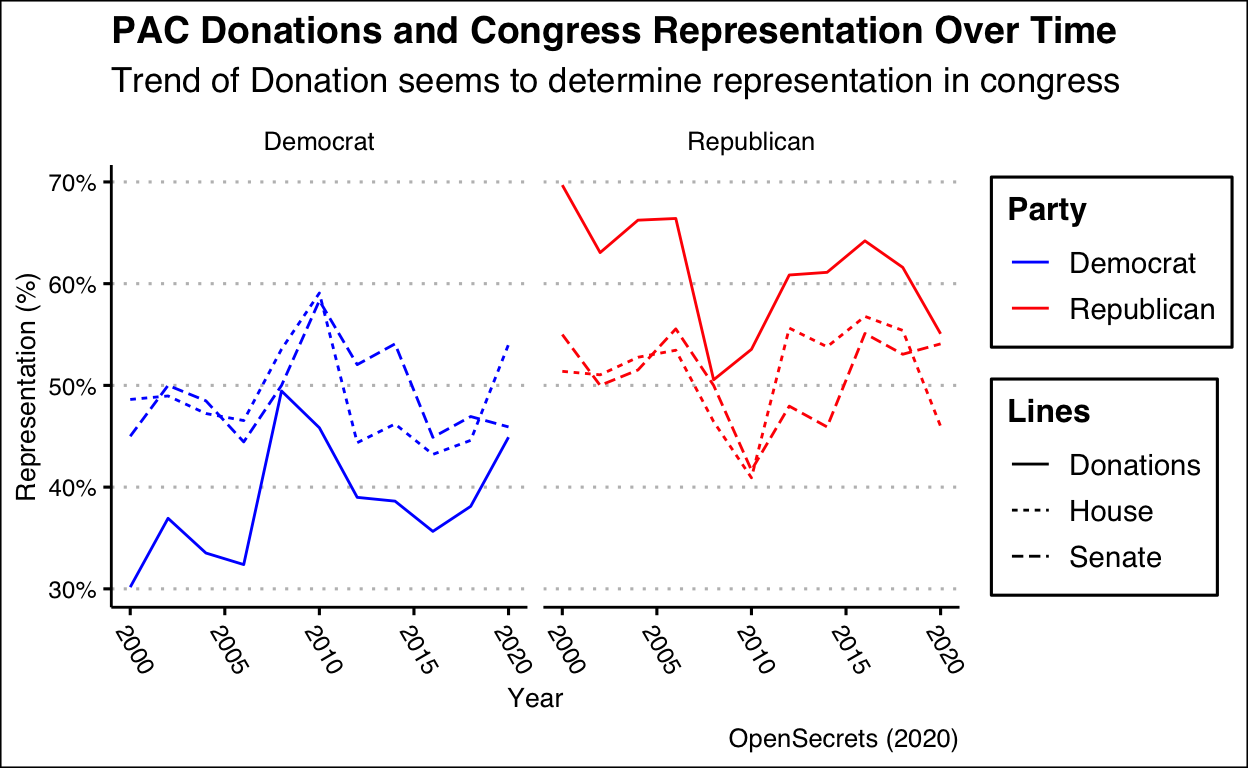 PAC Donations and Congress Representation Over Time
Trend of Donation seems to determine representation in congress
Democrat
Republican
Representation (%)
70%
60%
50%
40%
30%
2000
2005
2010
2015
2020
2000
2005
2010
2015
2020
Year
Party
Democrat
Republican
Lines
Donations
House
Senate
OpenSecrets (2020)